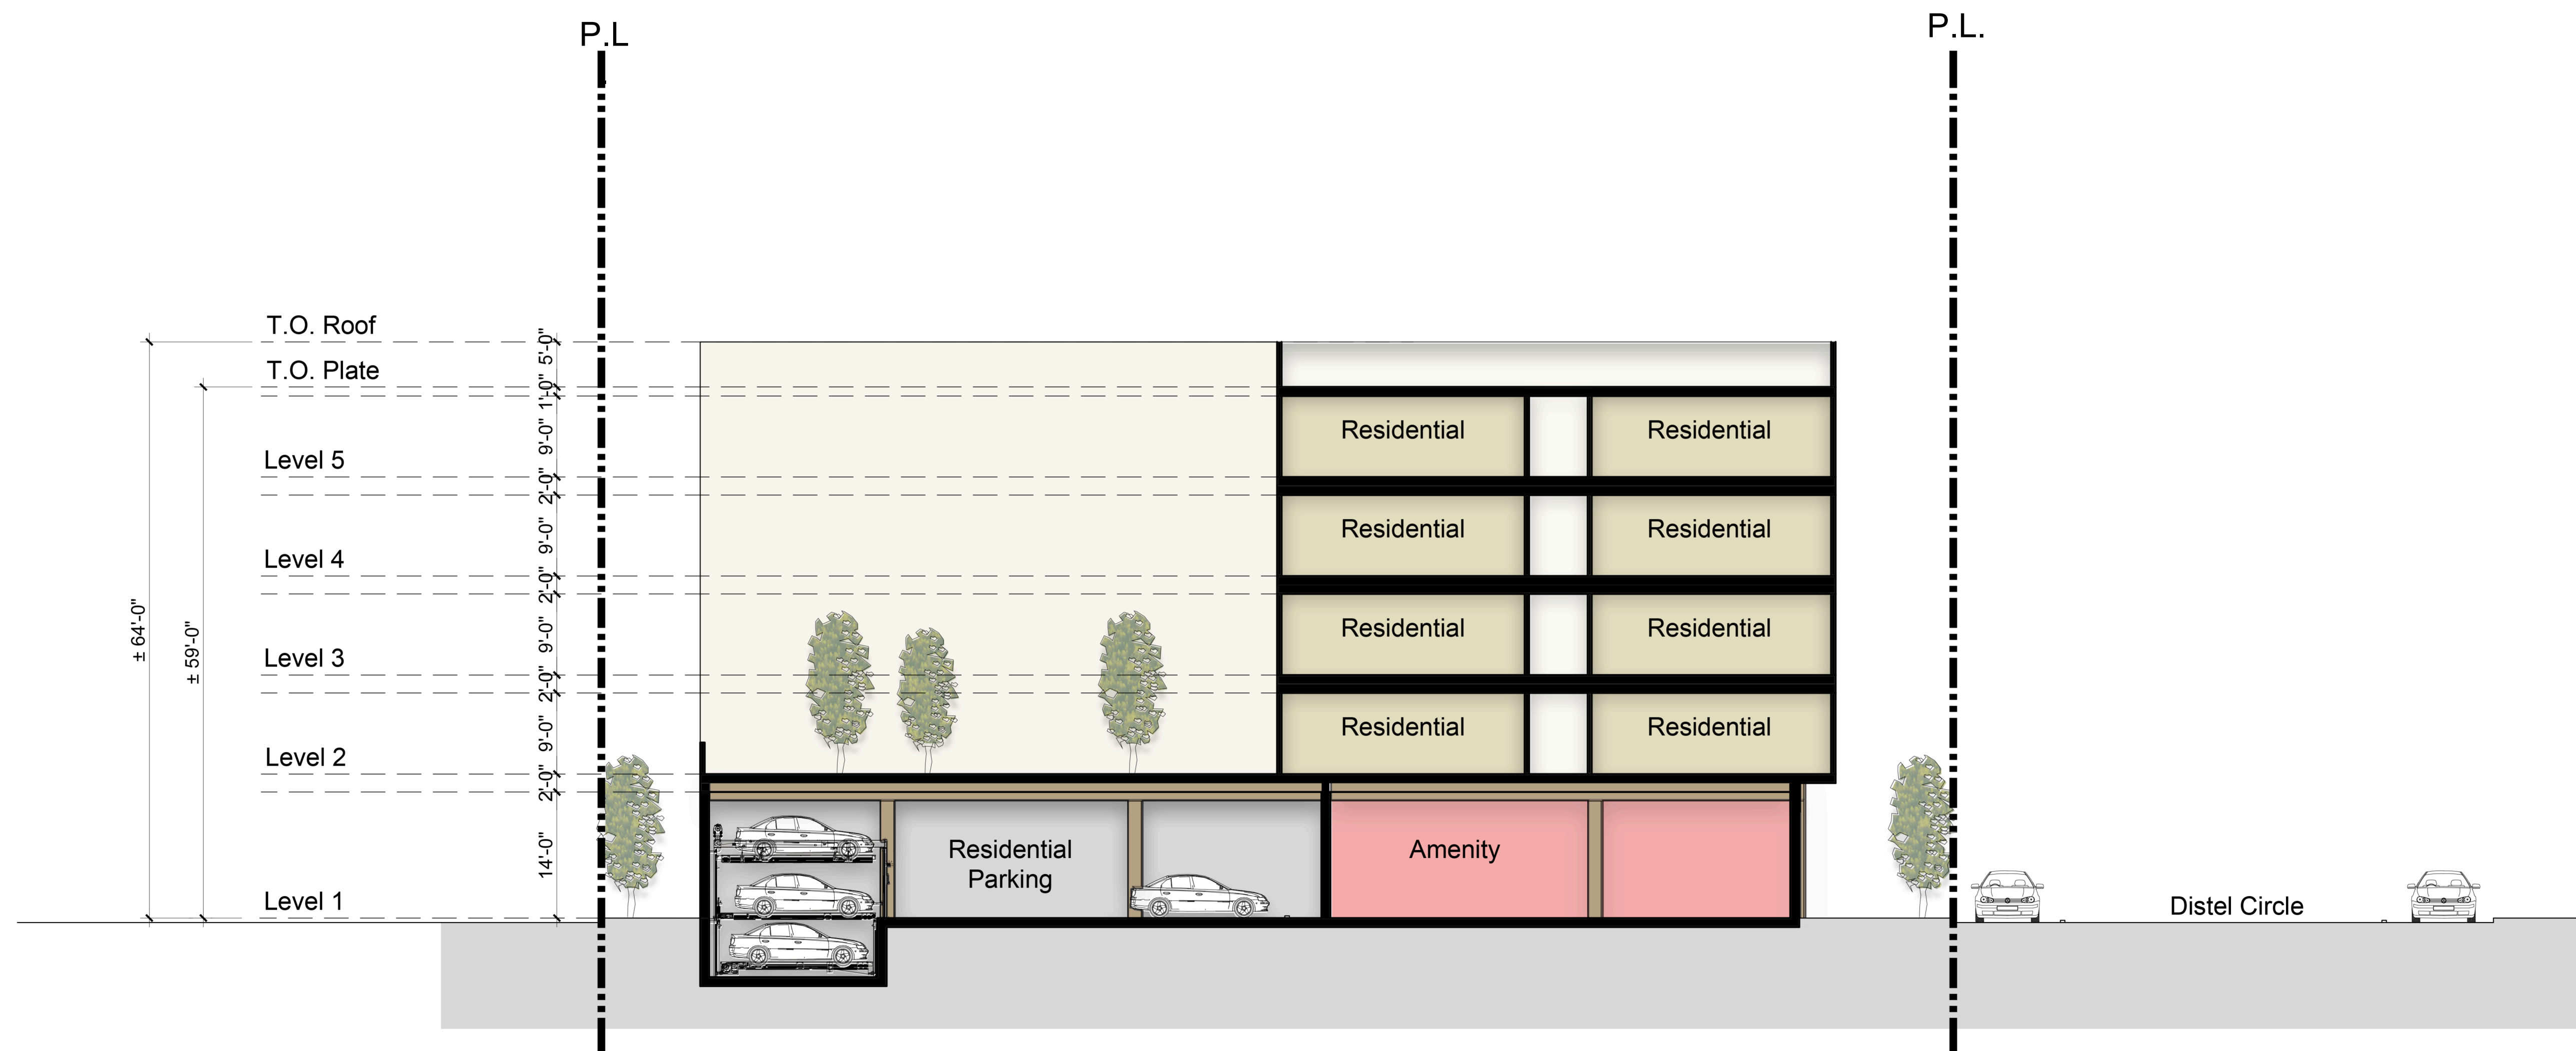 P.L
P.L.
T.O. Roof
5'-0"
T.O. Plate
1'-0"
9'-0"
Residential
Residential
Level 5
2'-0"
9'-0"
Residential
Residential
Level 4
2'-0"
± 64'-0"
± 59'-0"
9'-0"
Residential
Residential
Level 3
2'-0"
9'-0"
Residential
Residential
Level 2
2'-0"
14'-0"
Residential
Parking
Amenity
Level 1
Distel Circle